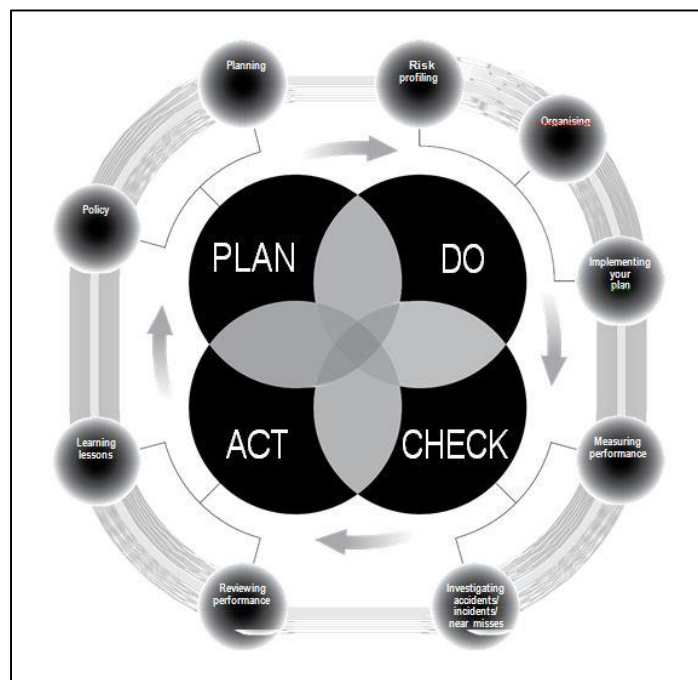 Planning
Risk
profiling
Organising
Policy
PLAN
DO
Implementing
your
plan
ACT
CHECK
Learning
lessons
Measuring
performance
Reviewing
performance
Investigating
accidents/
incidents/
near misses